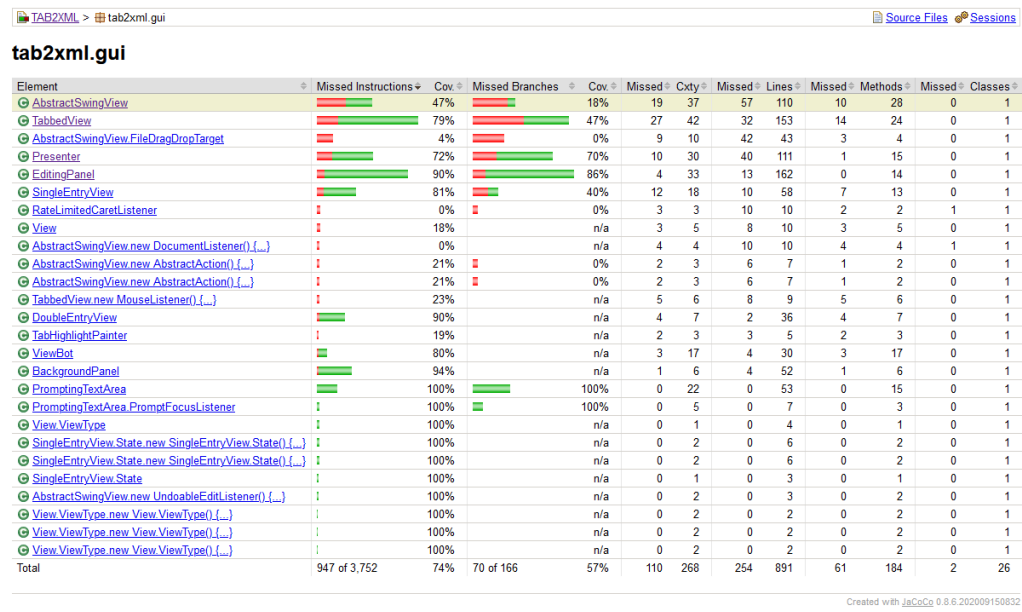 TAB2XML > tab2xml.gui Source Files Sessions
tab2xml.gui
Element Missed Instructions Cov. Missed Branches Cov. Missed Cxty Missed Lines Missed Methods Missed Classes
AbstractSwingView 47% 18% 19 37 57 110 10 28 0 1
TabbedView 79% 47% 27 42 32 153 14 24 0 1
AbstractSwingView.FileDragDropTarget 4% 0% 9 10 42 43 3 4 0 1
Presenter 72% 70% 10 30 40 111 1 15 0 1
EditingPanel 90% 86% 4 33 13 162 0 14 0 1
SingleEntryView 81% 40% 12 18 10 58 7 13 0 1
RateLimitedCaretListener 0% 0% 3 3 10 10 2 2 1 1
View 18% n/a 3 5 8 10 3 5 0 1
AbstractSwingView.new DocumentListener() {...} 0% n/a 4 4 10 10 4 4 1 1
AbstractSwingView.new AbstractAction() {...} 21% 0% 2 3 6 7 1 2 0 1
AbstractSwingView.new AbstractAction() {...} 21% 0% 2 3 6 7 1 2 0 1
TabbedView.new MouseListener() {...} 23% n/a 5 6 8 9 5 6 0 1
DoubleEntryView 90% n/a 4 7 2 36 4 7 0 1
TabHighlightPainter 19% n/a 2 3 3 5 2 3 0 1
ViewBot 80% n/a 3 17 4 30 3 17 0 1
BackgroundPanel 94% n/a 1 6 4 52 1 6 0 1
PromptingTextArea 100% 100% 0 22 0 53 0 15 0 1
PromptingTextArea.PromptFocusListener 100% 100% 0 5 0 7 0 3 0 1
View.ViewType 100% n/a 0 1 0 4 0 1 0 1
SingleEntryView.State.new SingleEntryView.State() {...} 100% n/a 0 2 0 6 0 2 0 1
SingleEntryView.State.new SingleEntryView.State() {...} 100% n/a 0 2 0 6 0 2 0 1
SingleEntryView.State 100% n/a 0 1 0 3 0 1 0 1
AbstractSwingView.new UndoableEditListener() {...} 100% n/a 0 2 0 3 0 2 0 1
View.ViewType.new View.ViewType() {...} 100% n/a 0 2 0 2 0 2 0 1
View.ViewType.new View.ViewType() {...} 100% n/a 0 2 0 2 0 2 0 1
View.ViewType.new View.ViewType() {...} 100% n/a 0 2 0 2 0 2 0 1
Total 947 of 3,752 74% 70 of 166 57% 110 268 254 891 61 184 2 26
Created with JaCoCo 0.8.6.202009150832